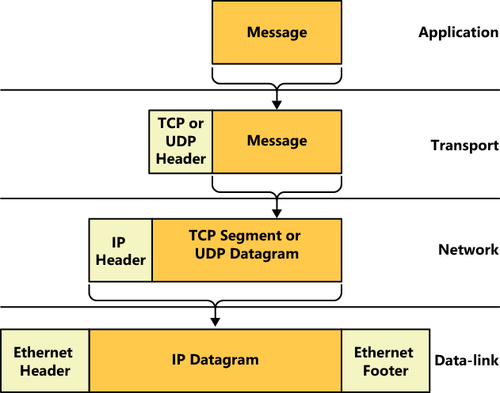 Message
Application
TCP or
UDP
Header
Message
Transport
IP
Header
TCP Segment or
UDP Datagram
Network
Ethernet
Header
IP Datagram
Ethernet
Footer
Data-link